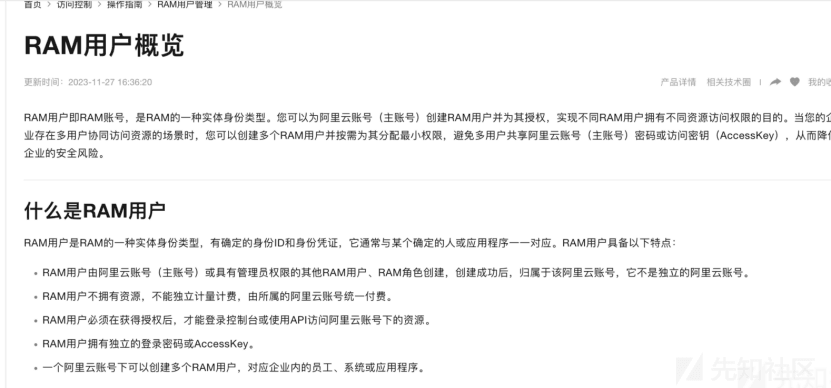 首页 > 访问控制 > 操作指南 > RAM用户管理 > RAM用户概览
RAM用户概览
更新时间：2023-11-27 16:36:20
产品详情 相关技术圈 | 我的收
RAM用户即RAM账号，是RAM的一种实体身份类型。您可以为阿里云账号（主账号）创建RAM用户并为其授权，实现不同RAM用户拥有不同资源访问权限的目的。当您的企
业存在多用户协同访问资源的场景时，您可以创建多个RAM用户并按需为其分配最小权限，避免多用户共享阿里云账号（主账号）密码或访问密钥（AccessKey），从而降低
企业的安全风险。
什么是RAM用户
RAM用户是RAM的一种实体身份类型，有确定的身份ID和身份凭证，它通常与某个确定的人或应用程序一一对应。RAM用户具备以下特点：
• RAM用户由阿里云账号（主账号）或具有管理员权限的其他RAM用户、RAM角色创建，创建成功后，归属于该阿里云账号，它不是独立的阿里云账号。
• RAM用户不拥有资源，不能独立计量计费，由所属的阿里云账号统一付费。
• RAM用户必须在获得授权后，才能登录控制台或使用API访问阿里云账号下的资源。
• RAM用户拥有独立的登录密码或AccessKey。
• 一个阿里云账号下可以创建多个RAM用户，对应企业内的员工、系统或应用程序。
先知社区